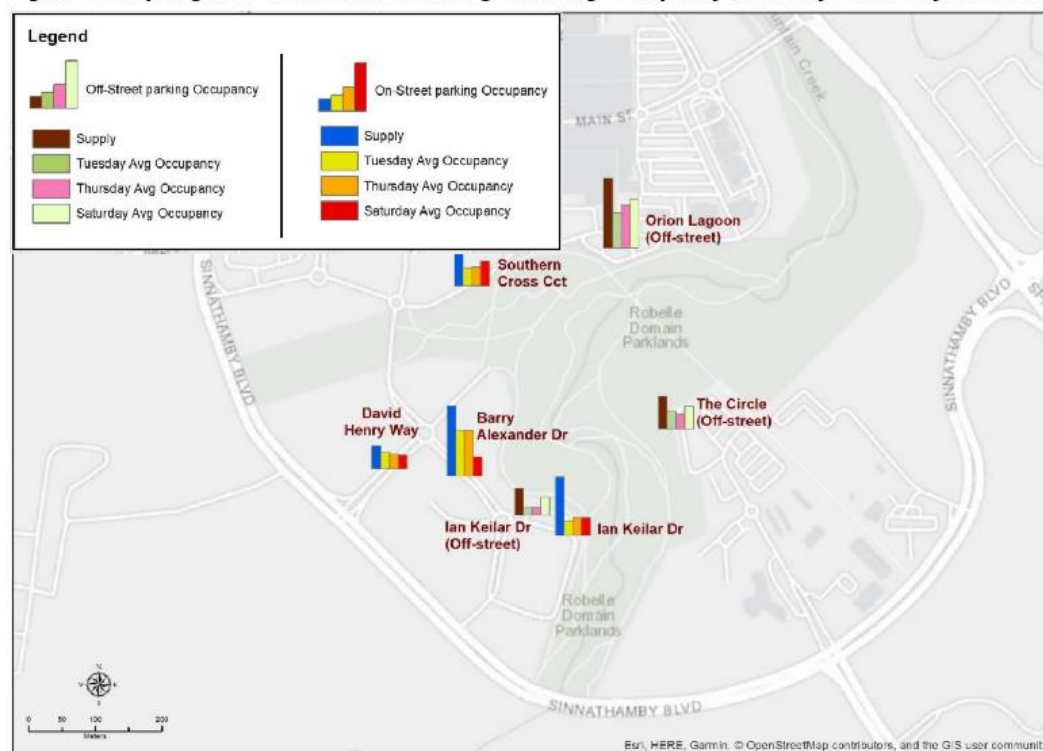 Legend
Off-Street parking Occupancy
Supply
Tuesday Avg Occupancy
Thursday Avg Occupancy
Saturday Avg Occupancy
On-Street parking Occupancy
Supply
Tuesday Avg Occupancy
Thursday Avg Occupancy
Saturday Avg Occupancy
MAIN ST
Creek
Orion Lagoon
(Off-street)
Southern
Cross Cct
SINNATHAMBY BLVD
Robelle
Domain
Parklands
SINNATHAMBY BLVD
The Circle
(Off-street)
David
Henry Way
Barry
Alexander Dr
Ian Keilar Dr
(Off-street)
Ian Keilar Dr
Robelle
Domain
Parklands
SINNATHAMBY BLVD
N
0 50 100 200
Meters
Esri, HERE, Garmin, © OpenStreetMap contributors, and the GIS user communit